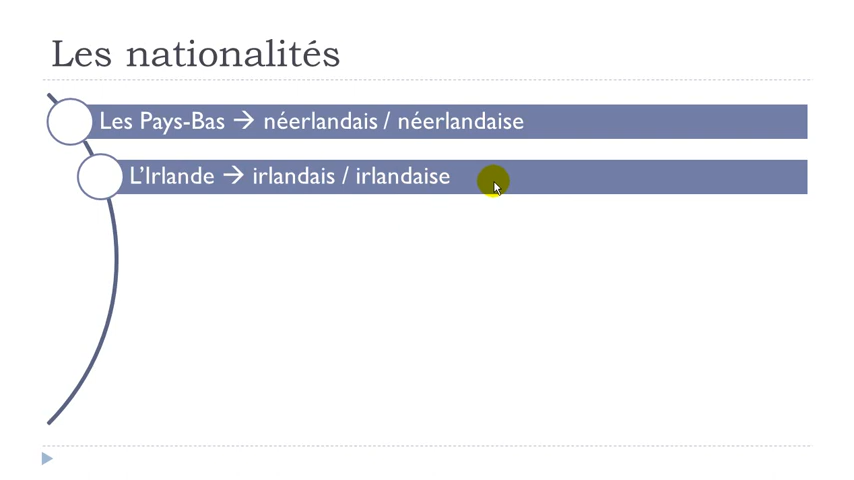 Les nationalités
Les Pays-Bas → néerlandais / néerlandaise
L’Irlande → irlandais / irlandaise